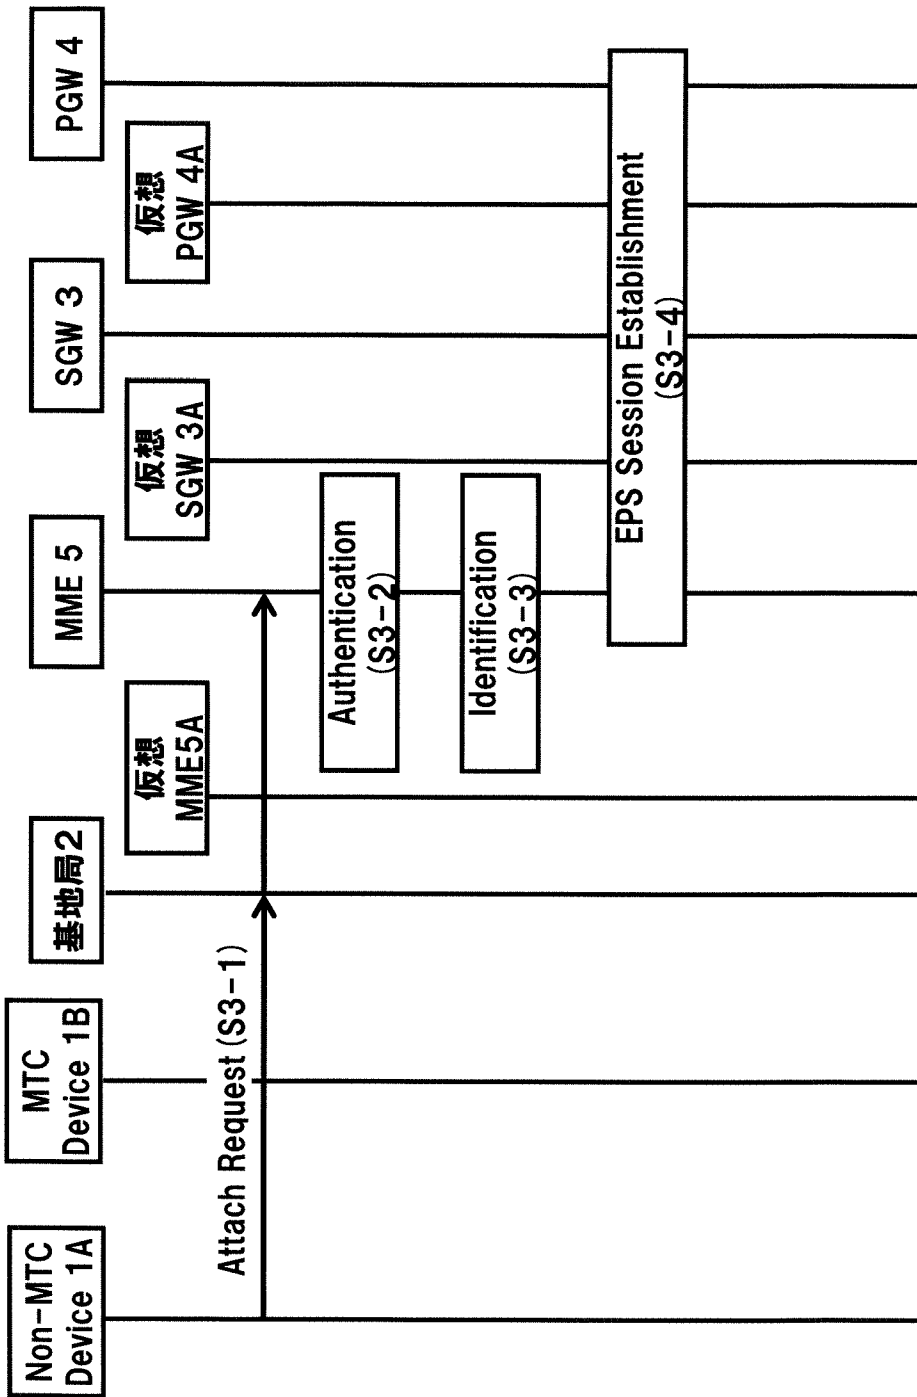 Non-MTC
Device 1A
MTC
Device 1B
基地局2
仮想
MME5A
MME 5
仮想
SGW 3A
SGW 3
仮想
PGW 4A
PGW 4
Attach Request(S3-1)
Authentication
(S3-2)
Identification
(S3-3)
EPS Session Establishment
(S3-4)